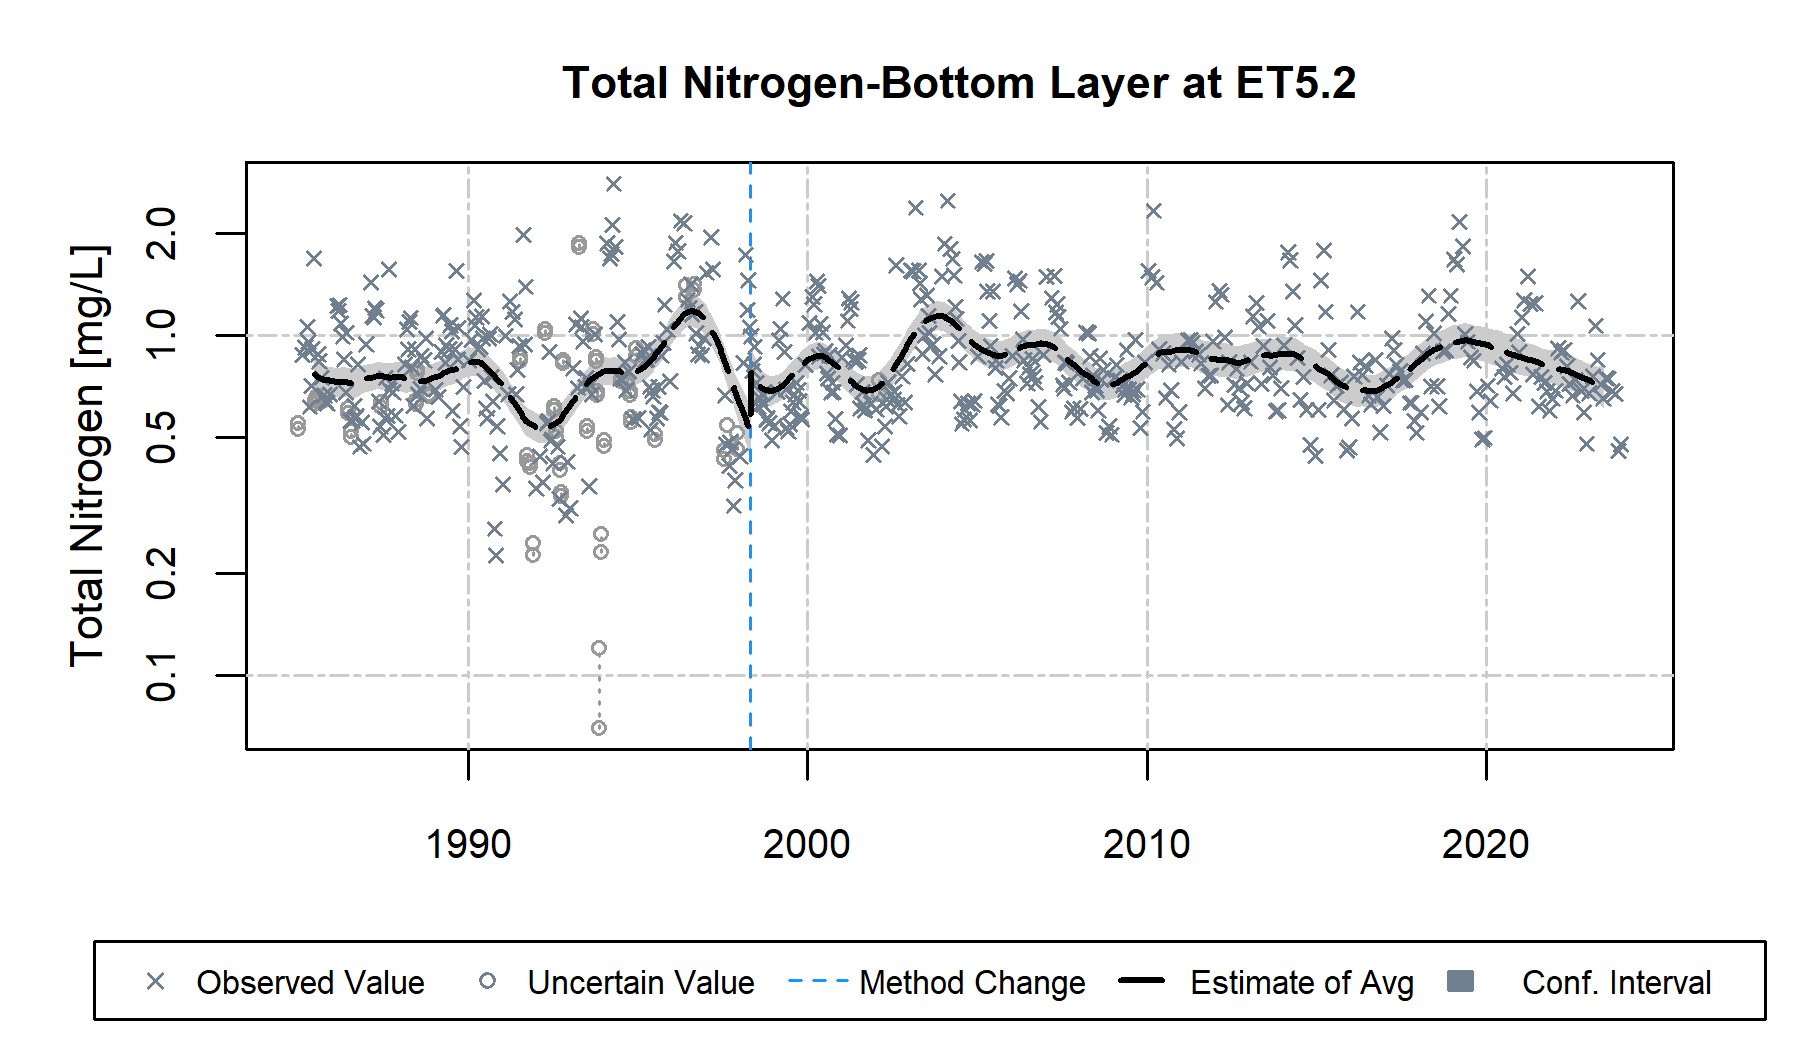 Total Nitrogen-Bottom Layer at ET5.2
Total Nitrogen [mg/L]
2.0
1.0
0.5
0.2
0.1
1990 2000 2010 2020
Observed Value Uncertain Value Method Change Estimate of Avg Conf. Interval